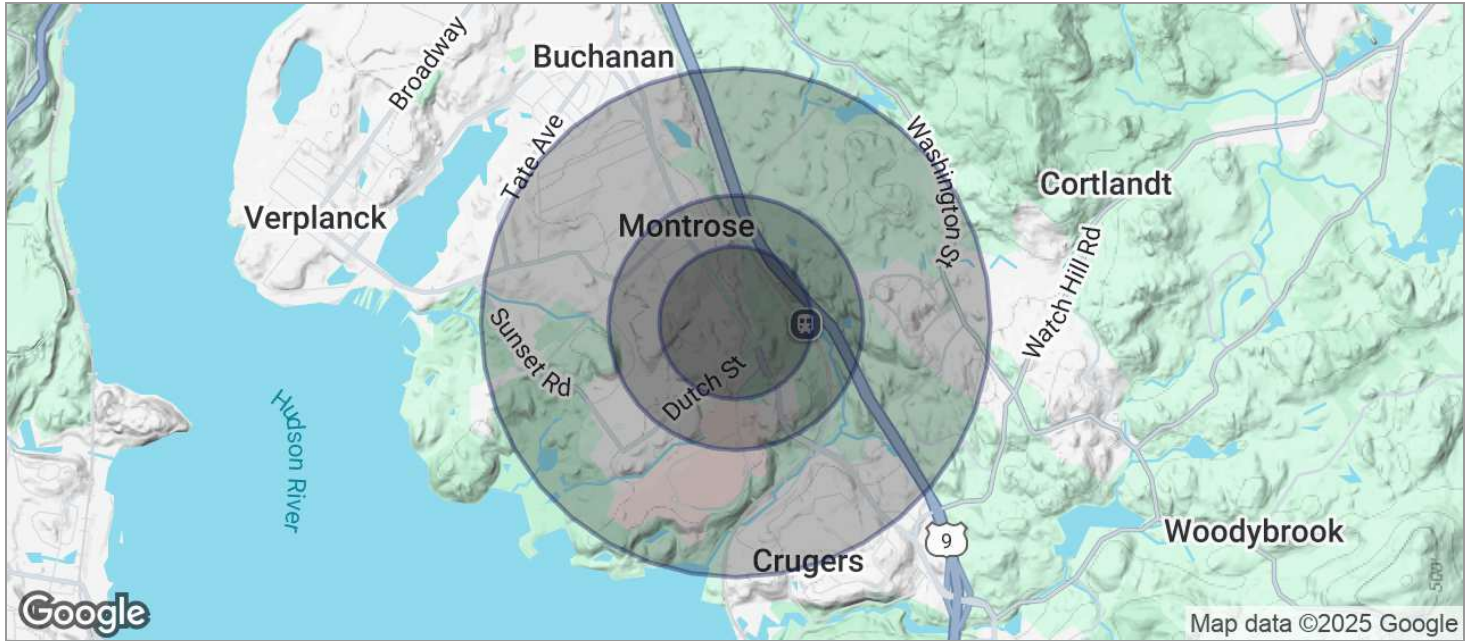 Buchanan
Broadway
Tate Ave
Washington St
Cortlandt
Verplanck
Montrose
Watch Hill Rd
Sunset Rd
Dutch St
Hudson River
9
Woodybrook
Crugers
500
Google
Map data ©2025 Google